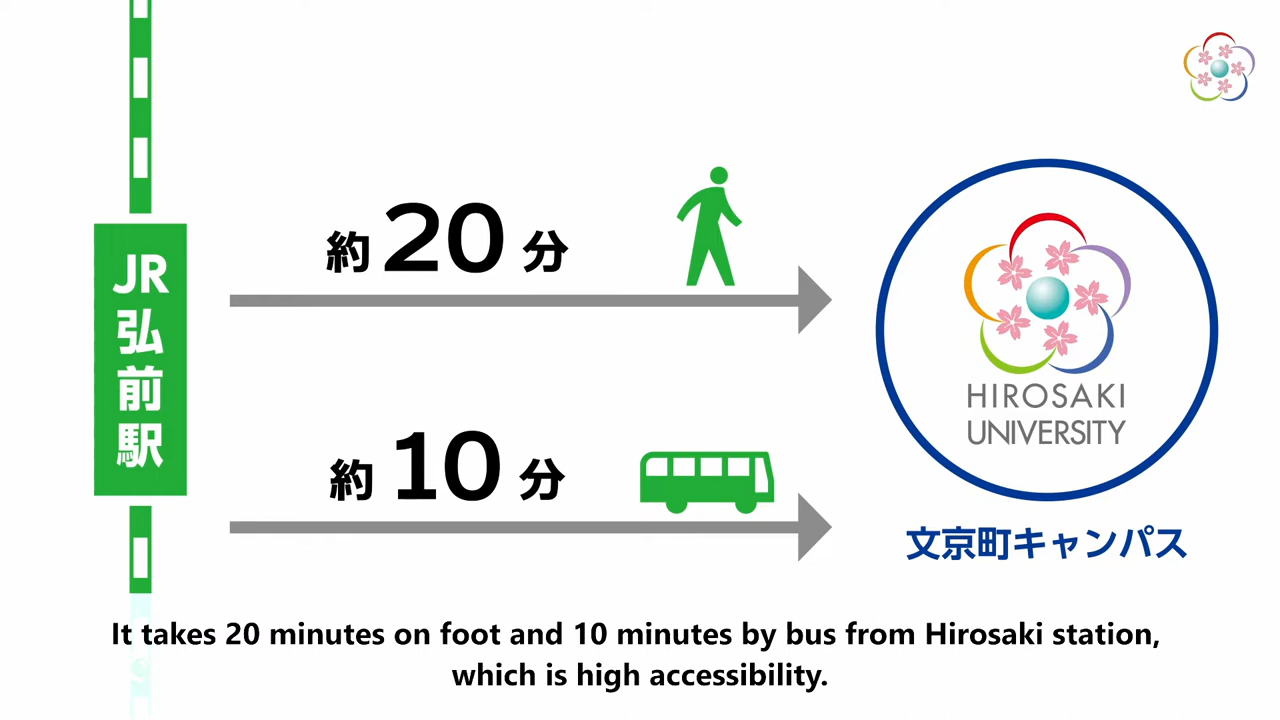 JR弘前駅
約20分
約10分
HIROSAKI
UNIVERSITY
文京町キャンパス
It takes 20 minutes on foot and 10 minutes by bus from Hirosaki station,
which is high accessibility.